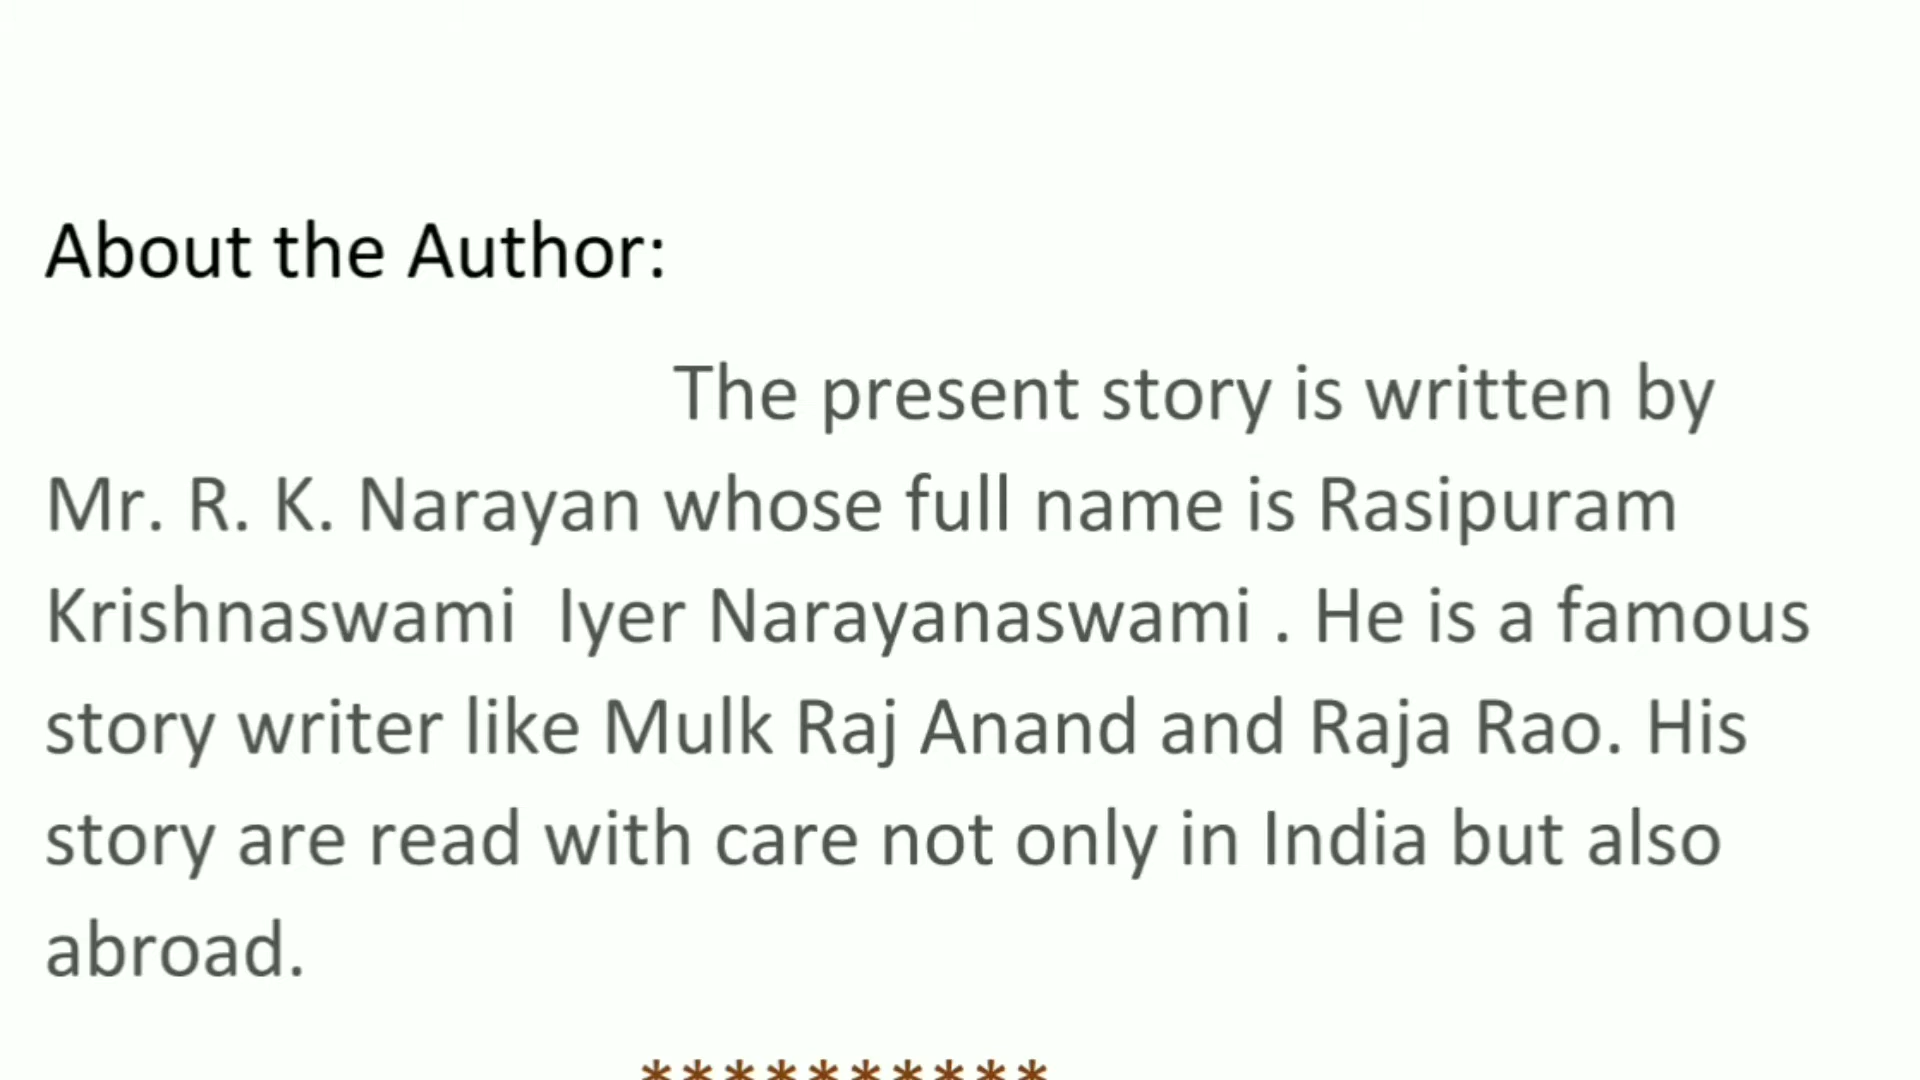 About the Author:
The present story is written by
Mr. R. K. Narayan whose full name is Rasipuram
Krishnaswami  Iyer Narayanaswami . He is a famous
story writer like Mulk Raj Anand and Raja Rao. His
story are read with care not only in India but also
abroad.
**********